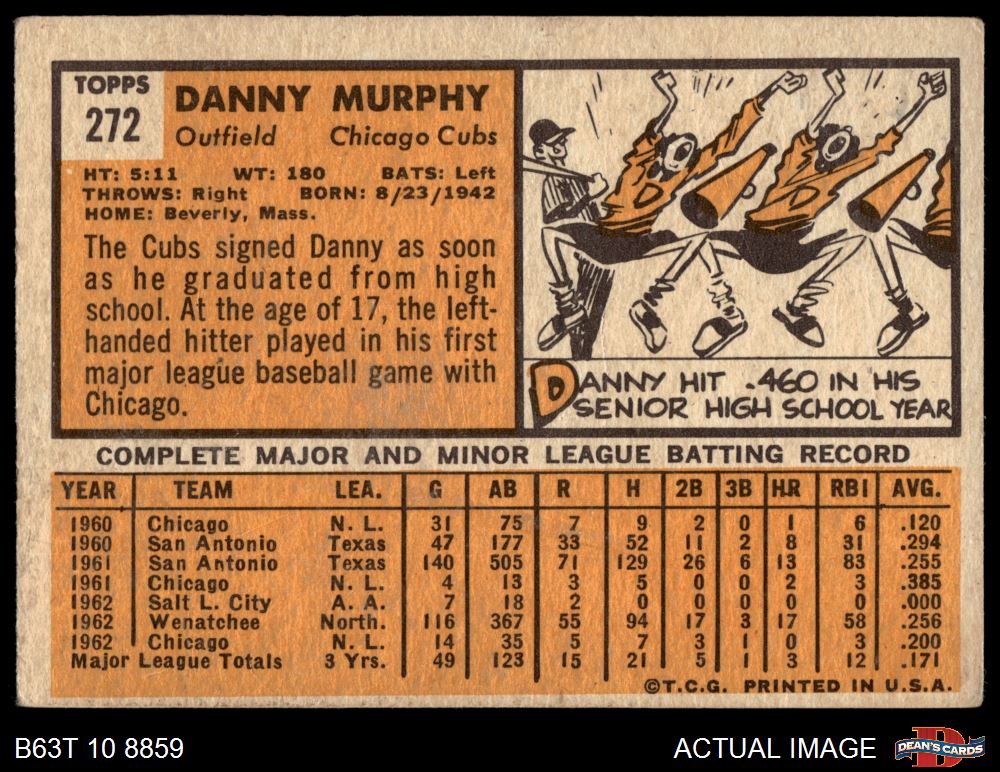 TOPPS
272
DANNY MURPHY
Outfield Chicago Cubs
HT: 5:11 WT: 180 BATS: Left
THROWS: Right BORN: 8/23/1942
HOME: Beverly, Mass.
The Cubs signed Danny as soon
as he graduated from high
school. At the age of 17, the left-
handed hitter played in his first
major league baseball game with
Chicago.
D D
DANNY HIT .460 IN HIS
SENIOR HIGH SCHOOL YEAR
COMPLETE MAJOR AND MINOR LEAGUE BATTING RECORD
YEAR TEAM LEA. G AB R H 2B 3B HR RBI AVG.
1960 Chicago N. L. 31 75 7 9 2 0 1 6 .120
1960 San Antonio Texas 47 177 33 52 11 2 8 31 .294
1961 San Antonio Texas 140 505 71 129 26 6 13 83 .255
1961 Chicago N. L. 4 13 3 5 0 0 2 3 .385
1962 Salt L. City A. A. 7 18 2 0 0 0 0 0 .000
1962 Wenatchee North. 116 367 55 94 17 3 17 58 .256
1962 Chicago N. L. 14 35 5 7 3 1 0 3 .200
Major League Totals 3 Yrs. 49 123 15 21 5 1 3 12 .171
©T.C.G. PRINTED IN U.S.A.
B63T 10 8859 ACTUAL IMAGE D DEAN'S CARDS